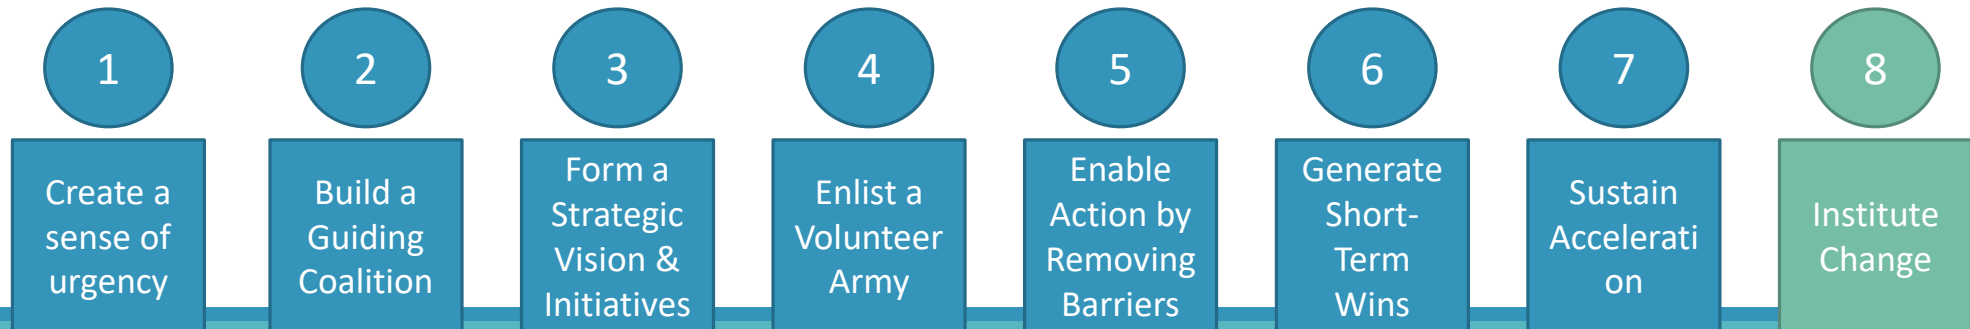 1
Create a
sense of
urgency
2
Build a
Guiding
Coalition
3
Form a
Strategic
Vision &
Initiatives
4
Enlist a
Volunteer
Army
5
Enable
Action by
Removing
Barriers
6
Generate
Short-
Term
Wins
7
Sustain
Accelerati
on
8
Institute
Change